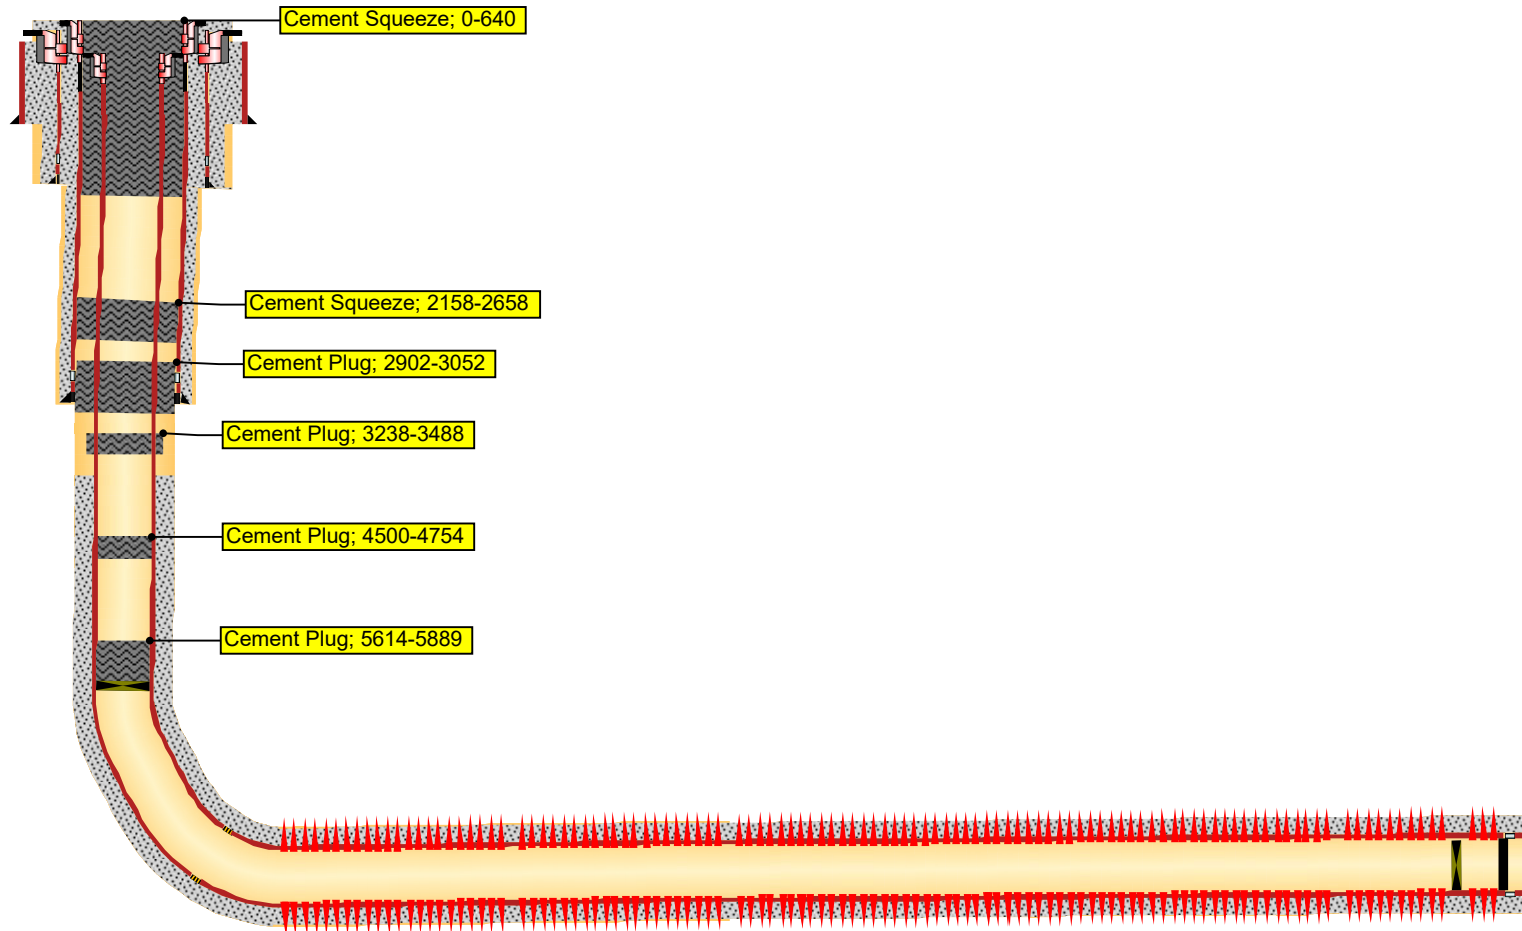 Cement Squeeze; 0-640
Cement Squeeze; 2158-2658
Cement Plug; 2902-3052
Cement Plug; 3238-3488
Cement Plug; 4500-4754
Cement Plug; 5614-5889